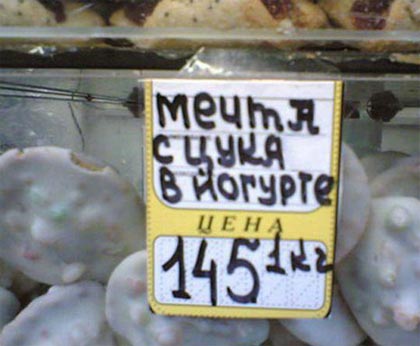 мечта
с цука
в йогурте
ЦЕНА
145 1кг